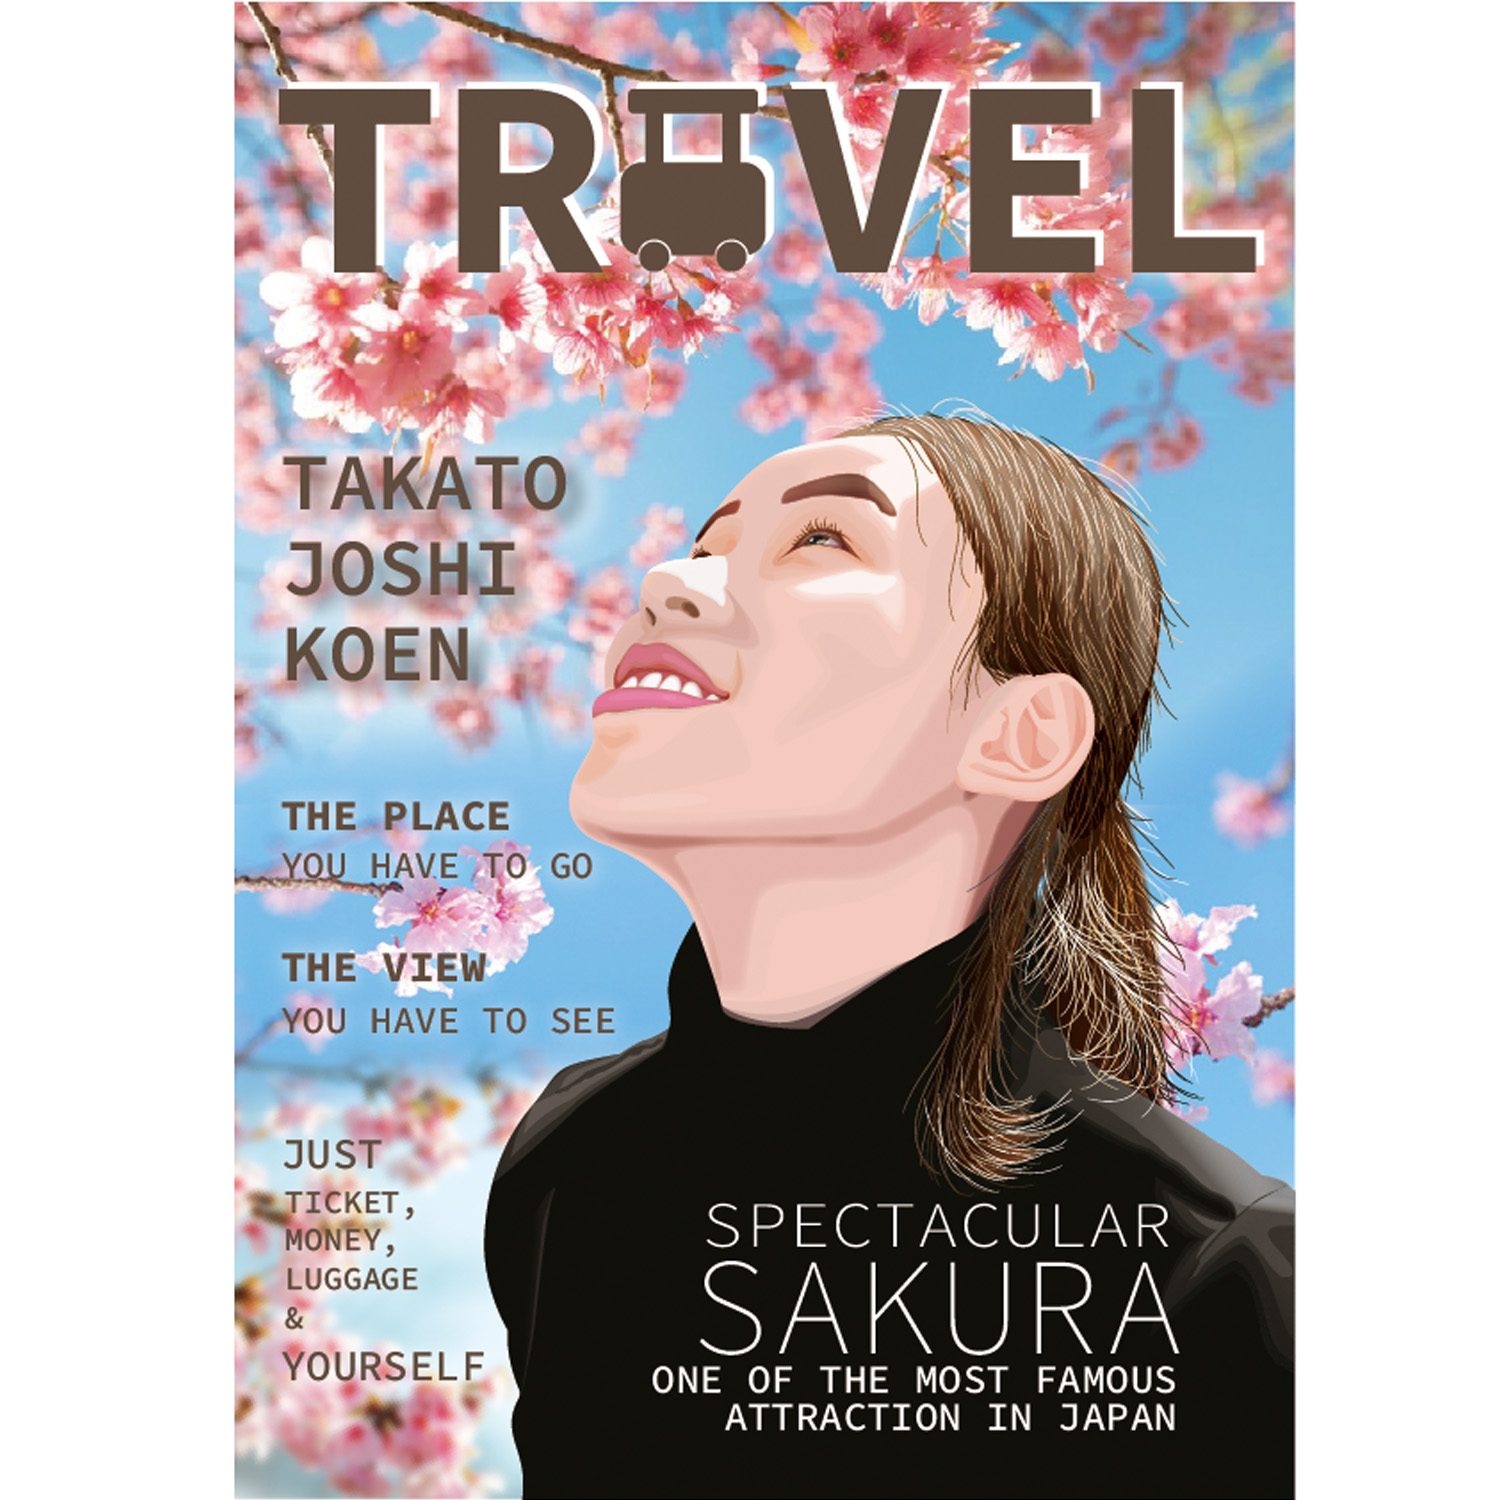 TRAVEL
TAKATO
JOSHI
KOEN
THE PLACE
YOU HAVE TO GO
THE VIEW
YOU HAVE TO SEE
JUST
TICKET,
MONEY,
LUGGAGE
&
YOURSELF
SPECTACULAR
SAKURA
ONE OF THE MOST FAMOUS
ATTRACTION IN JAPAN